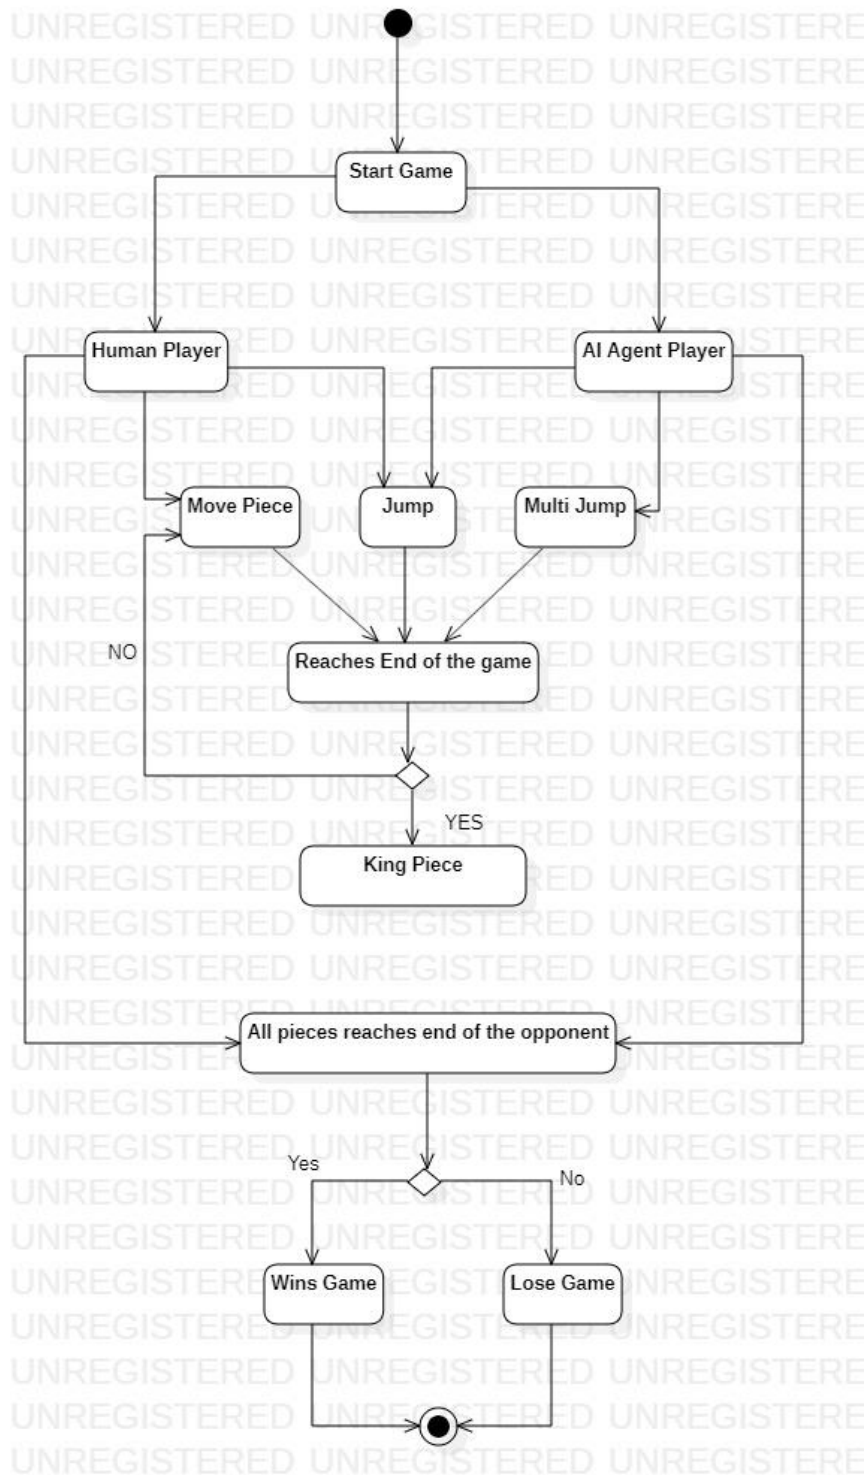 Start Game
Human Player
AI Agent Player
Move Piece
Jump
Multi Jump
NO
Reaches End of the game
YES
King Piece
All pieces reaches end of the opponent
Yes
No
Wins Game
Lose Game
UNREGISTERED